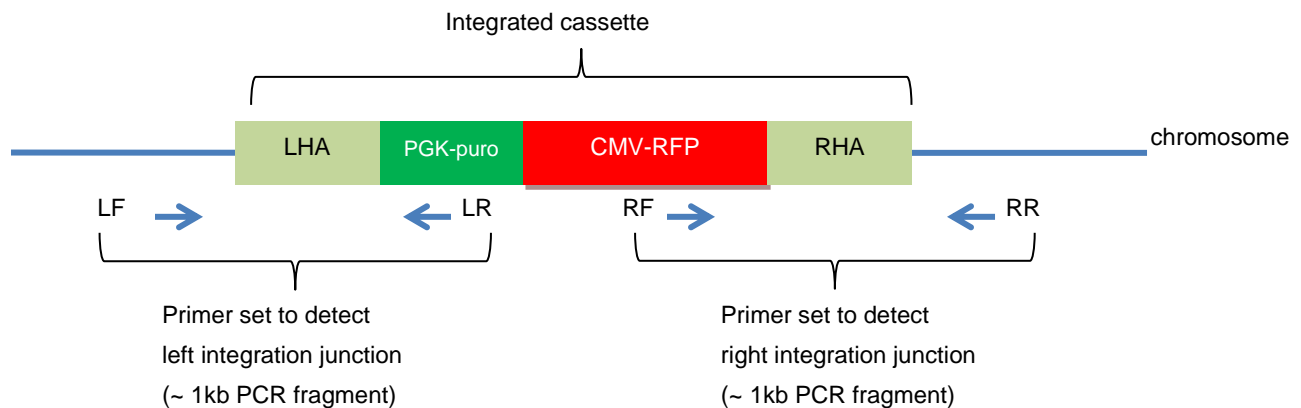 Integrated cassette
LHA
PGK-puro
CMV-RFP
RHA
chromosome
LF
LR
RF
RR
Primer set to detect
left integration junction
(~ 1kb PCR fragment)
Primer set to detect
right integration junction
(~ 1kb PCR fragment)